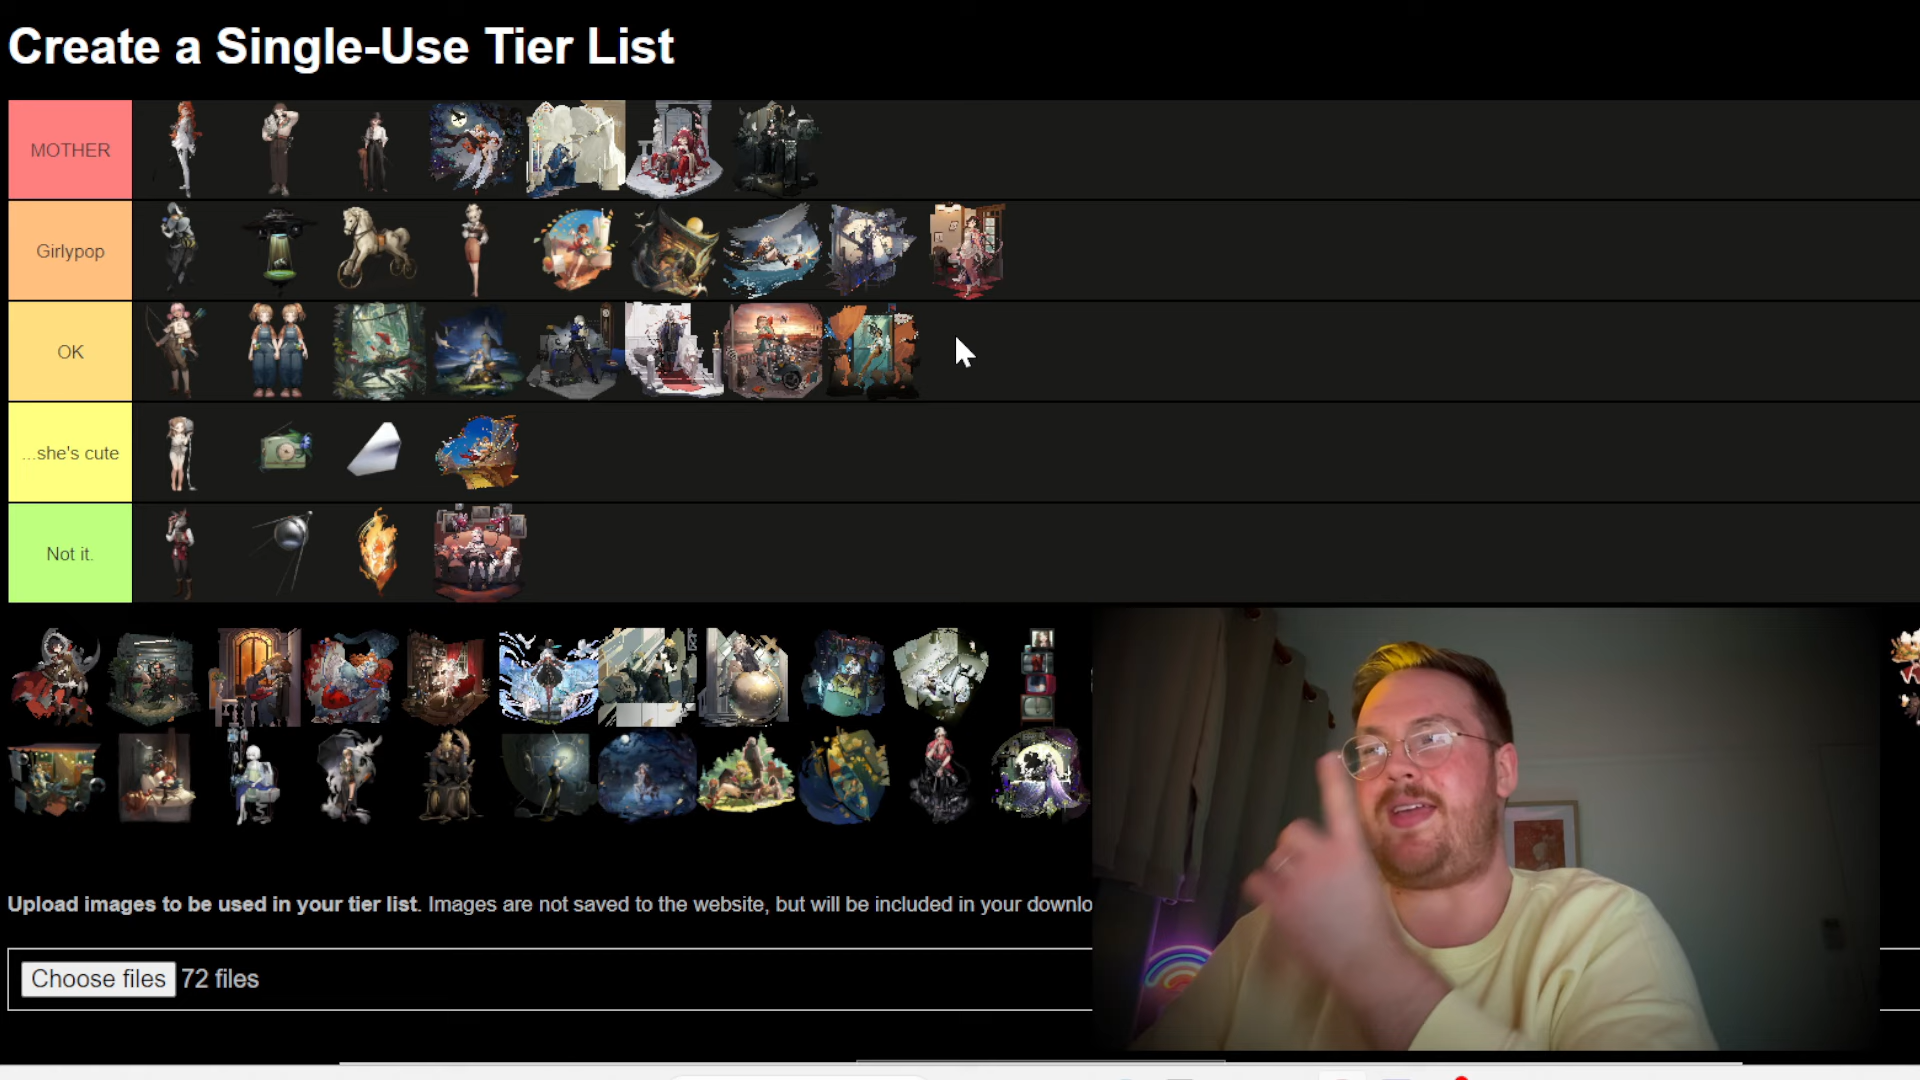 Create a Single-Use Tier List
MOTHER
Girlypop
OK
...she's cute
Not it.
Upload images to be used in your tier list. Images are not saved to the website, but will be included in your downlo
Choose files 72 files